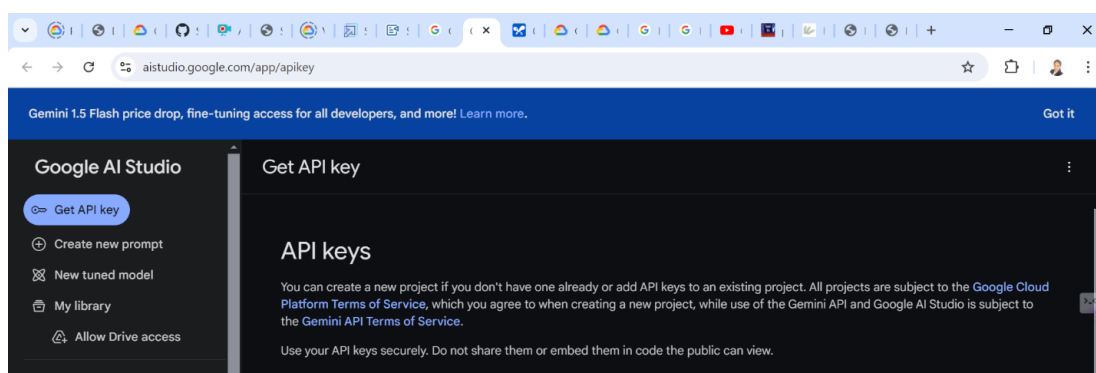 aistudio.google.com/app/apikey
Gemini 1.5 Flash price drop, fine-tuning access for all developers, and more! Learn more.
Got it
Google AI Studio
Get API key
Get API key
Create new prompt
New tuned model
My library
Allow Drive access
API keys
You can create a new project if you don't have one already or add API keys to an existing project. All projects are subject to the Google Cloud
Platform Terms of Service, which you agree to when creating a new project, while use of the Gemini API and Google AI Studio is subject to
the Gemini API Terms of Service.
Use your API keys securely. Do not share them or embed them in code the public can view.